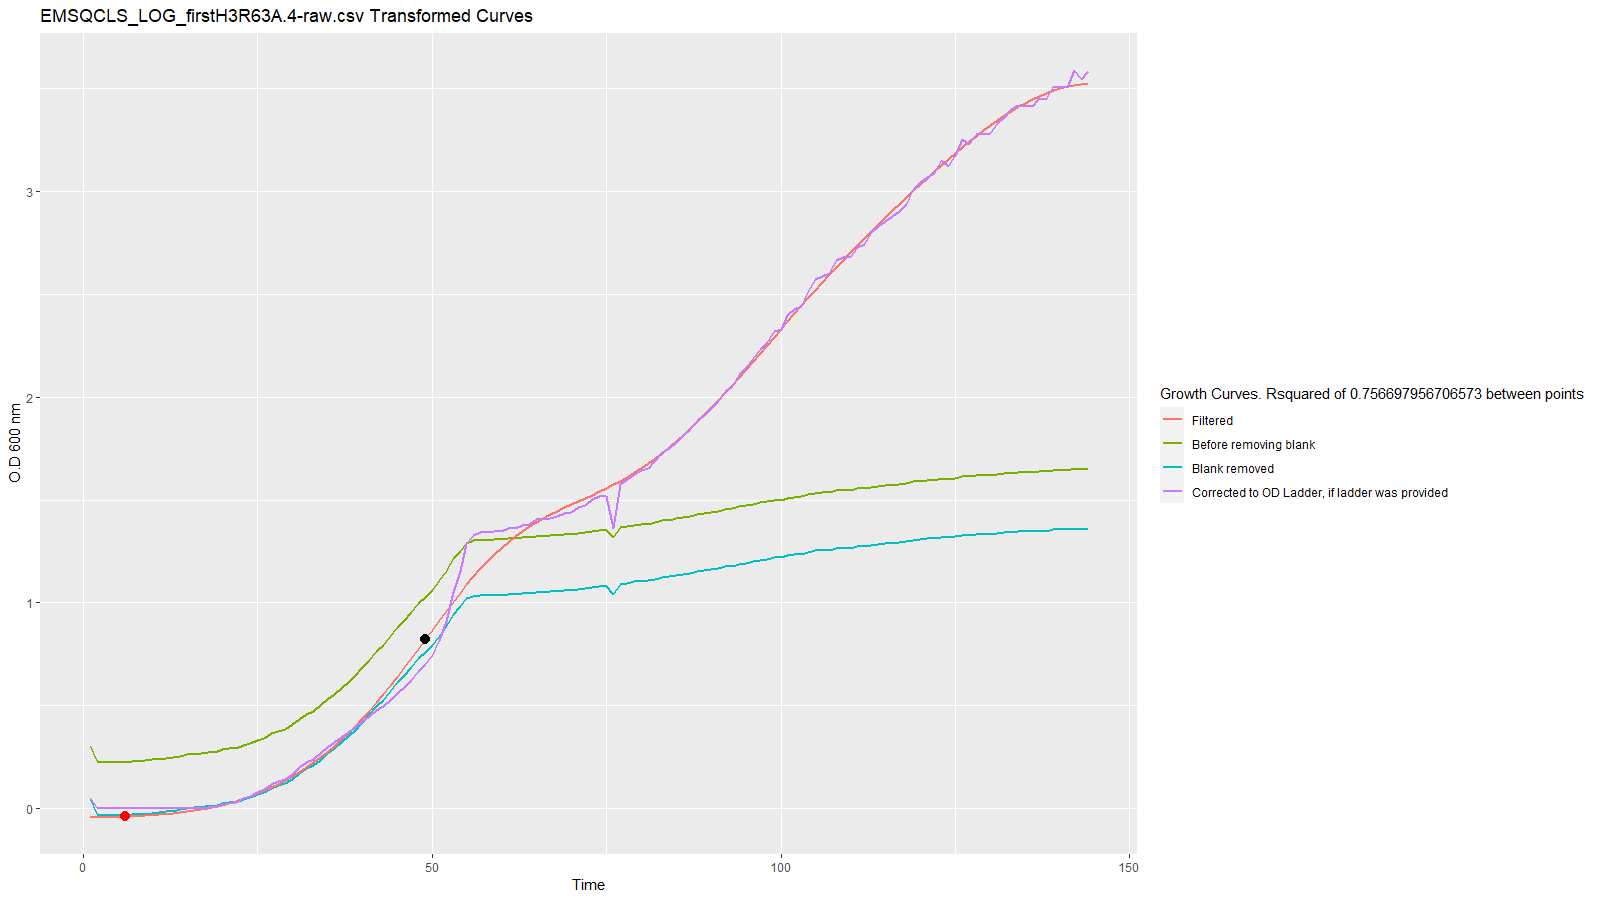 EMSQCLS_LOG_firstH3R63A.4-raw.csv Transformed Curves
3
2
1
0
O.D 600 nm
0
50
100
150
Time
Growth Curves. Rsquared of 0.756697956706573 between points
Filtered
Before removing blank
Blank removed
Corrected to OD Ladder, if ladder was provided